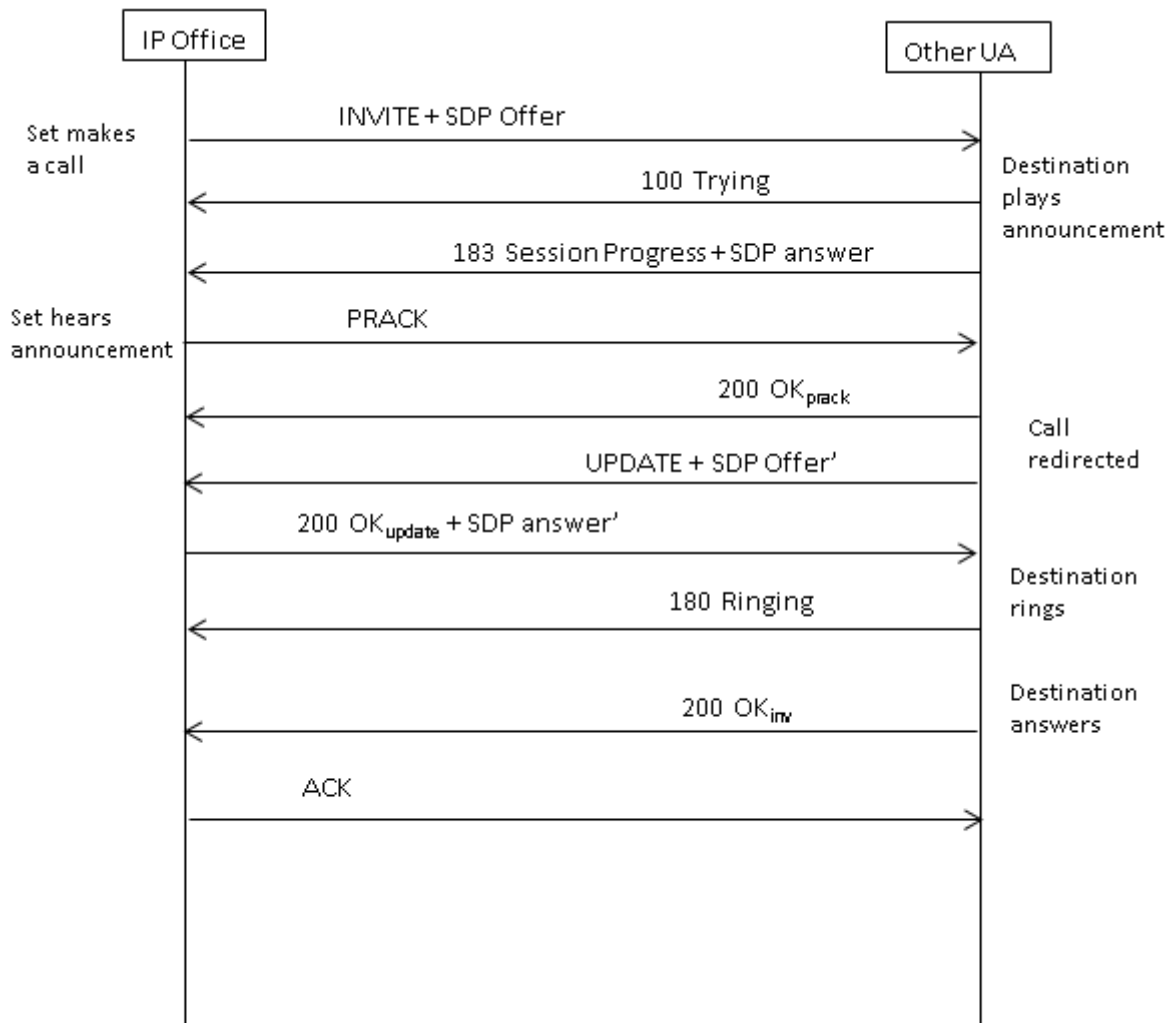 IP Office
Other UA
INVITE + SDP Offer
Set makes
a call
100 Trying
Destination
plays
announcement
183 Session Progress + SDP answer
Set hears
announcement
PRACK
200 OKprack
Call
redirected
UPDATE + SDP Offer’
200 OKupdate + SDP answer’
Destination
rings
180 Ringing
Destination
answers
200 OKinv
ACK